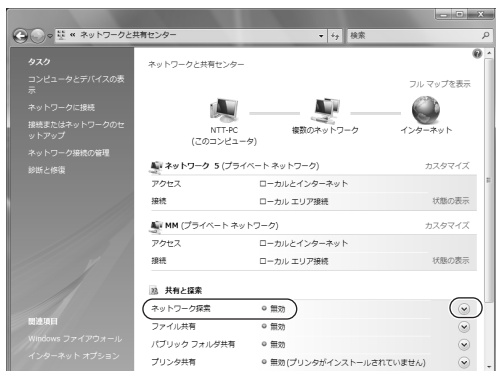 ネットワークと共有センター
検索
タスク
コンピュータとデバイスの表
示
ネットワークに接続
接続またはネットワークのセ
ットアップ
ネットワーク接続の管理
診断と修復
関連項目
Windows ファイアウォール
インターネット オプション
ネットワークと共有センター
フル マップを表示
NTT-PC
(このコンピュータ)
複数のネットワーク
インターネット
ネットワーク 5 (プライベート ネットワーク)
カスタマイズ
アクセス
ローカルとインターネット
接続
ローカル エリア接続
状態の表示
MM (プライベート ネットワーク)
カスタマイズ
アクセス
ローカルとインターネット
接続
ローカル エリア接続
状態の表示
共有と探索
ネットワーク探索
無効
ファイル共有
無効
パブリック フォルダ共有
無効
プリンタ共有
無効(プリンタがインストールされていません)